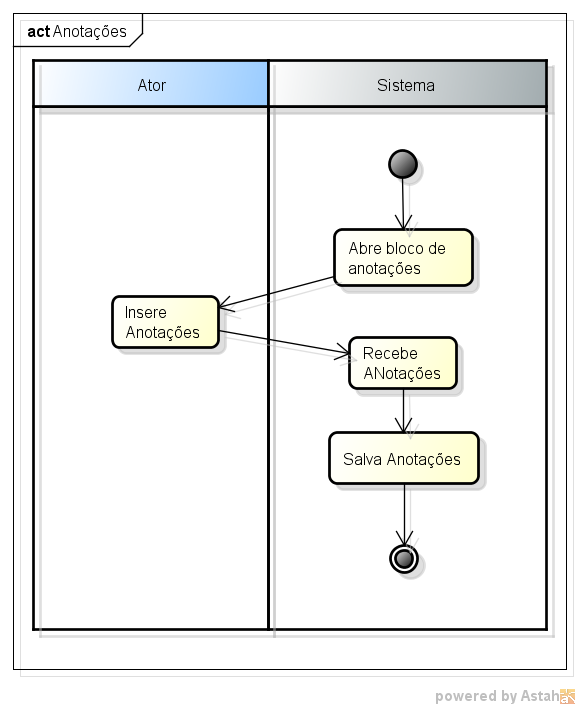 act Anotações
Ator
Sistema
Abre bloco de
anotações
Insere
Anotações
Recebe
ANotações
Salva Anotações
powered by Astah